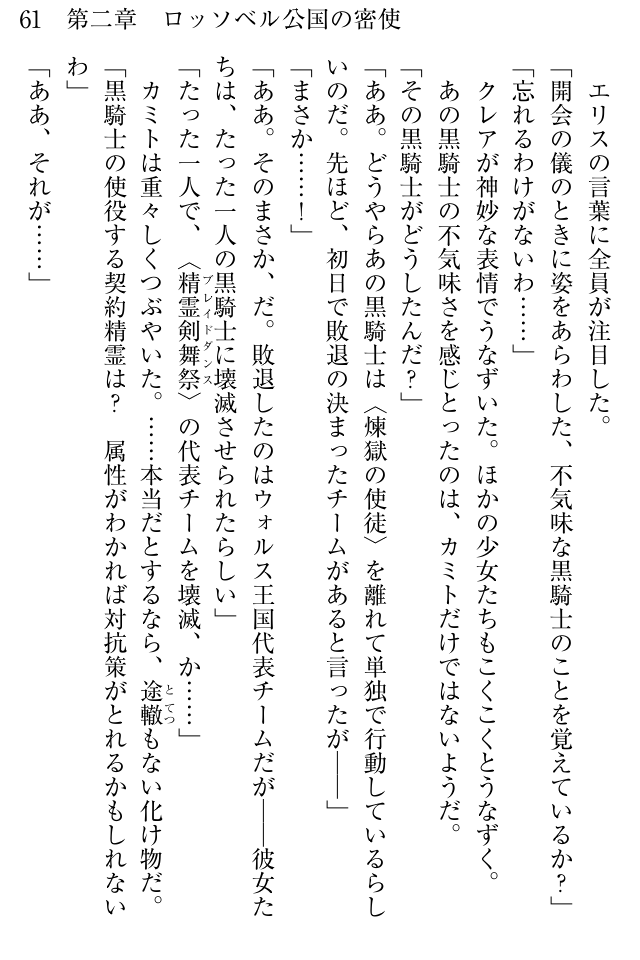 61　第二章　ロッソベル公国の密使
　エリスの言葉に全員が注目した。
「開会の儀のときに姿をあらわした、不気味な黒騎士のことを覚えているか？」
「忘れるわけがないわ……」
　クレアが神妙な表情でうなずいた。ほかの少女たちもこくこくとうなずく。
　あの黒騎士の不気味さを感じとったのは、カミトだけではないようだ。
「その黒騎士がどうしたんだ？」
「ああ。どうやらあの黒騎士は〈煉獄の使徒〉を離れて単独で行動しているらし
いのだ。先ほど、初日で敗退の決まったチームがあると言ったが――」
「まさか……！」
「ああ。そのまさか、だ。敗退したのはウォルス王国代表チームだが――彼女た
ちは、たった一人の黒騎士に壊滅させられたらしい」
「たった一人で、〈精霊剣舞祭〉の代表チームを壊滅、か……」
ブレイドダンス
　カミトは重々しくつぶやいた。……本当だとするなら、途轍もない化け物だ。
とてつ
「黒騎士の使役する契約精霊は？　属性がわかれば対抗策がとれるかもしれない
わ」
「ああ、それが……」